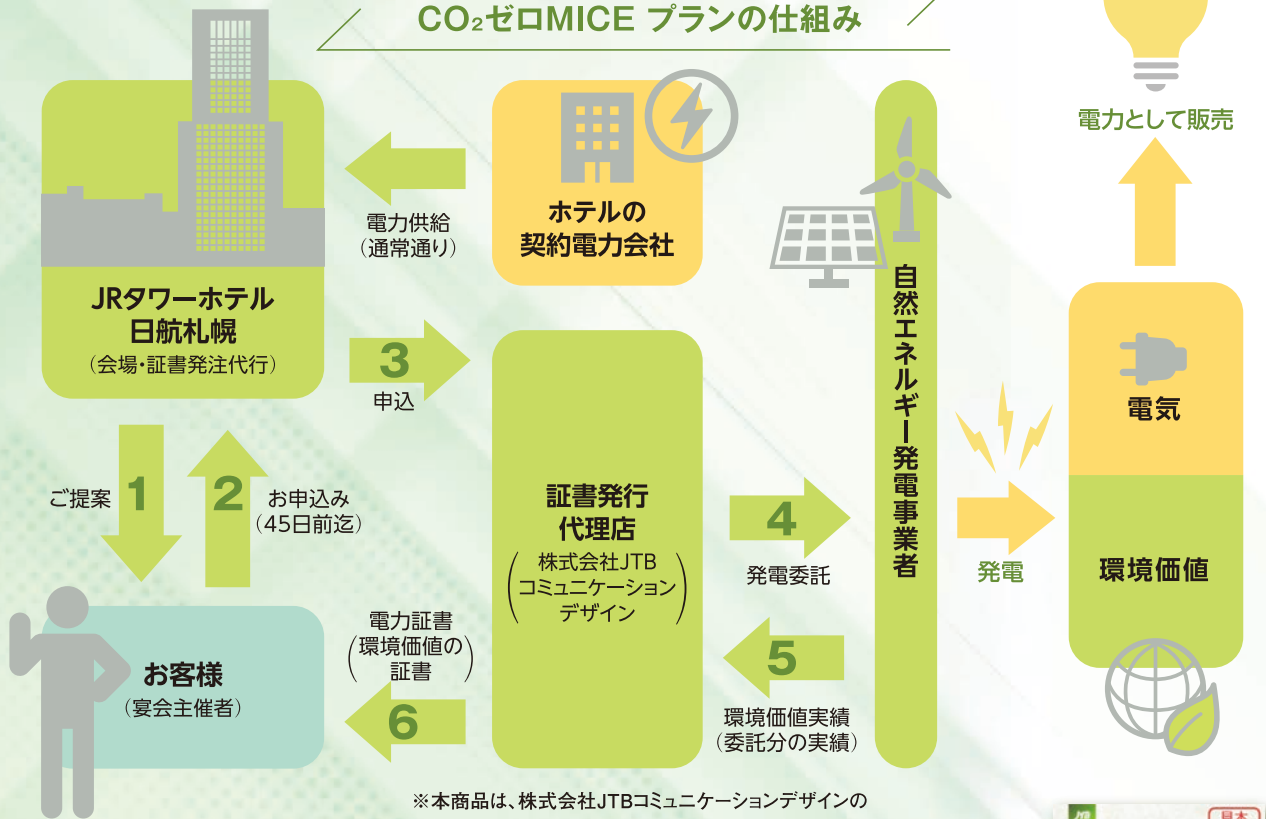 CO₂ゼロMICE プランの仕組み
電力として販売
電力供給
（通常通り）
ホテルの
契約電力会社
JRタワーホテル
日航札幌
（会場・証書発注代行）
3
申込
自然エネルギー発電事業者
電気
ご提案
1
2
お申込み
（45日前迄）
証書発行
代理店
（株式会社JTB
コミュニケーション
デザイン）
4
発電委託
発電
環境価値
お客様
（宴会主催者）
電力証書
（環境価値の
証書）
6
5
環境価値実績
（委託分の実績）
※本商品は、株式会社JTBコミュニケーションデザインの
見本